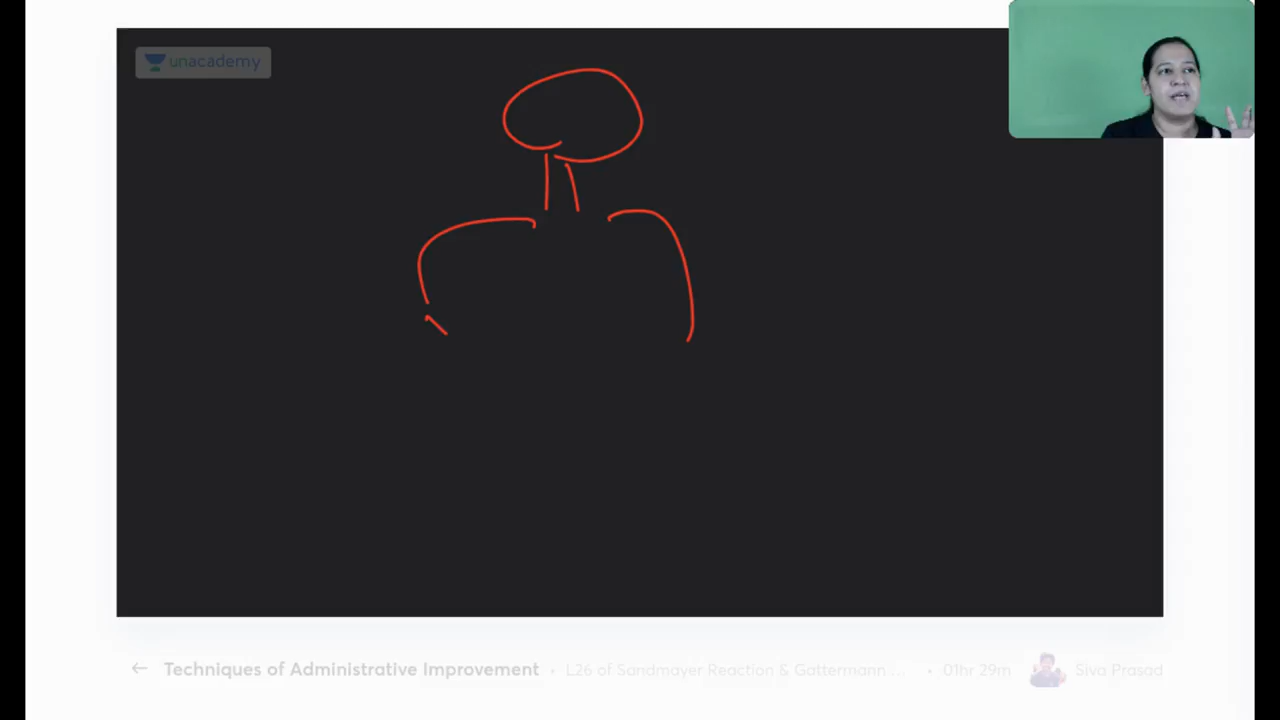 unacademy
Techniques of Administrative Improvement • L26 of Sandmayer Reaction & Gattermann ... • 01hr 29m Siva Prasad